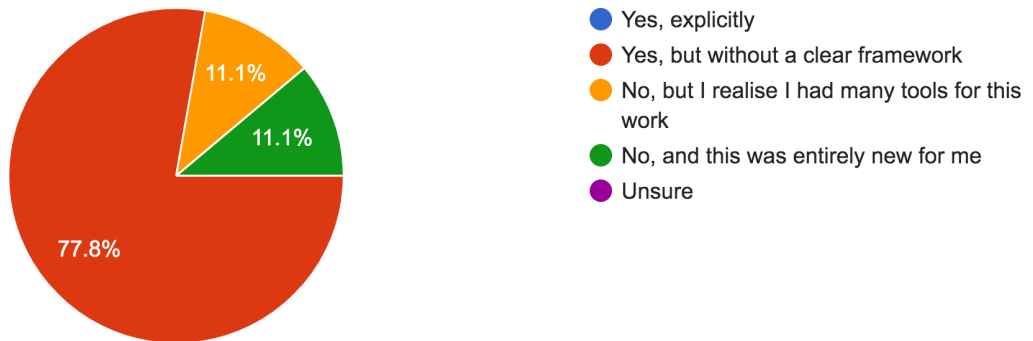 11.1%
11.1%
77.8%
Yes, explicitly
Yes, but without a clear framework
No, but I realise I had many tools for this
work
No, and this was entirely new for me
Unsure